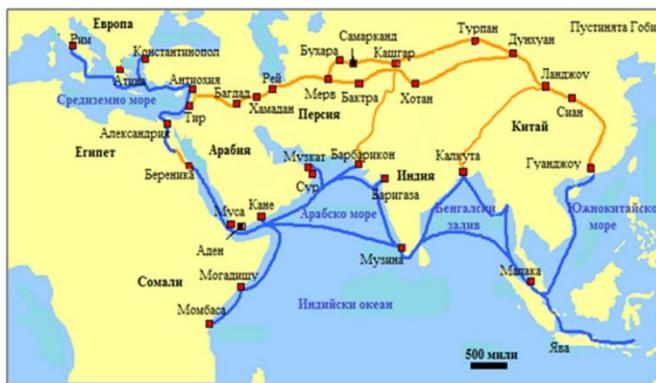 Европа
Рим
Константинопол
Атина
Средиземно море
Антиохия
Тир
Александрия
Египет
Береника
Багдад
Хамадан
Рей
Персия
Арабия
Мерв
Бухара
Самарканд
Бактра
Кашгар
Хотан
Турпан
Дунхуан
Пустинята Гоби
Ланджоу
Сиан
Китай
Гуанджоу
Музкат
Сур
Барбарикон
Индия
Калкута
Баригаза
Муса
Кане
Аден
Арабско море
Бенгалски
залив
Южнокитайско
море
Музина
Малака
Сомали
Могадишу
Момбаса
Индийски океан
Ява
500 мили